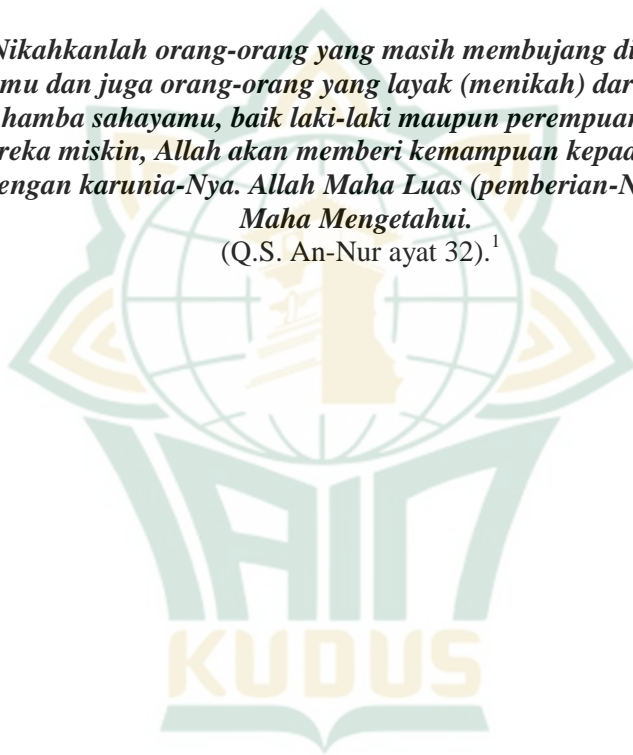 Nikahkanlah orang-orang yang masih membujang di
mu dan juga orang-orang yang layak (menikah) dar
hamba sahayamu, baik laki-laki maupun perempuan
reka miskin, Allah akan memberi kemampuan kepad
engan karunia-Nya. Allah Maha Luas (pemberian-N
Maha Mengetahui.
(Q.S. An-Nur ayat 32).1
IAIN
KUDUS